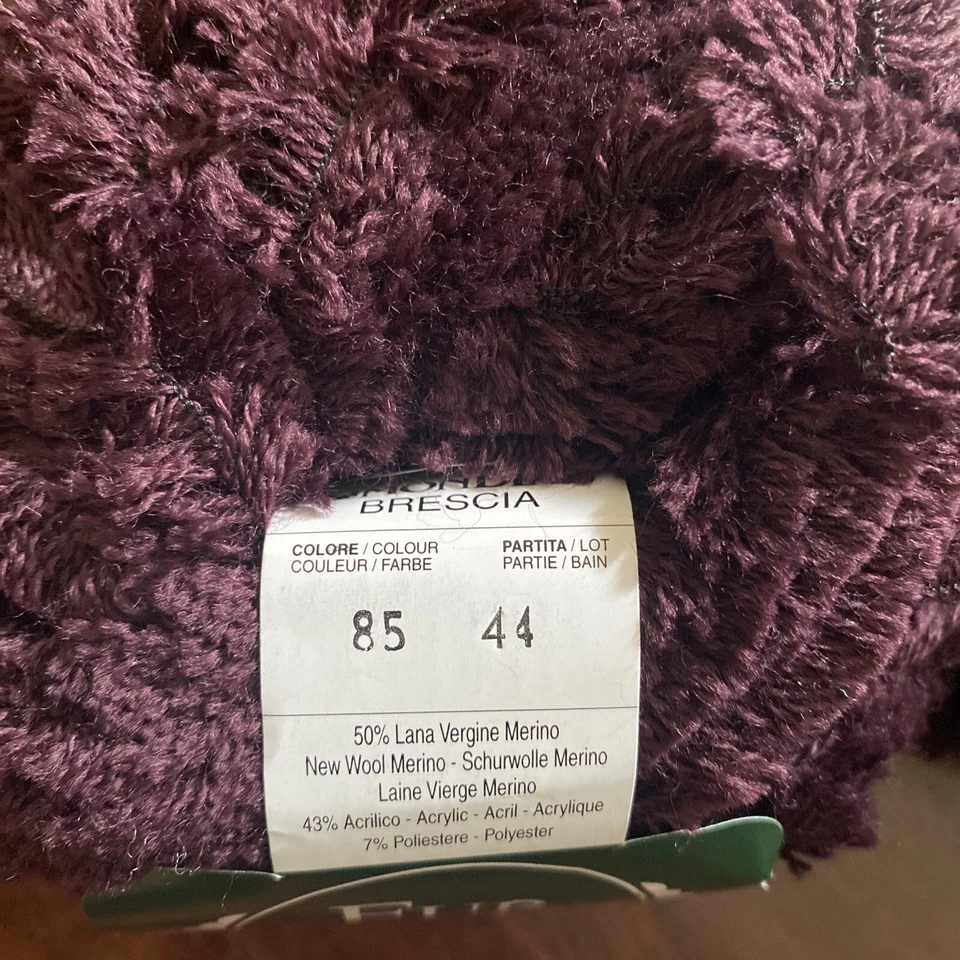 BRESCIA
COLORE / COLOUR
COULEUR / FARBE
PARTITA / LOT
PARTIE / BAIN
85
44
50% Lana Vergine Merino
New Wool Merino - Schurwolle Merino
Laine Vierge Merino
43% Acrilico - Acrylic - Acril - Acrylique
7% Poliestere - Polyester